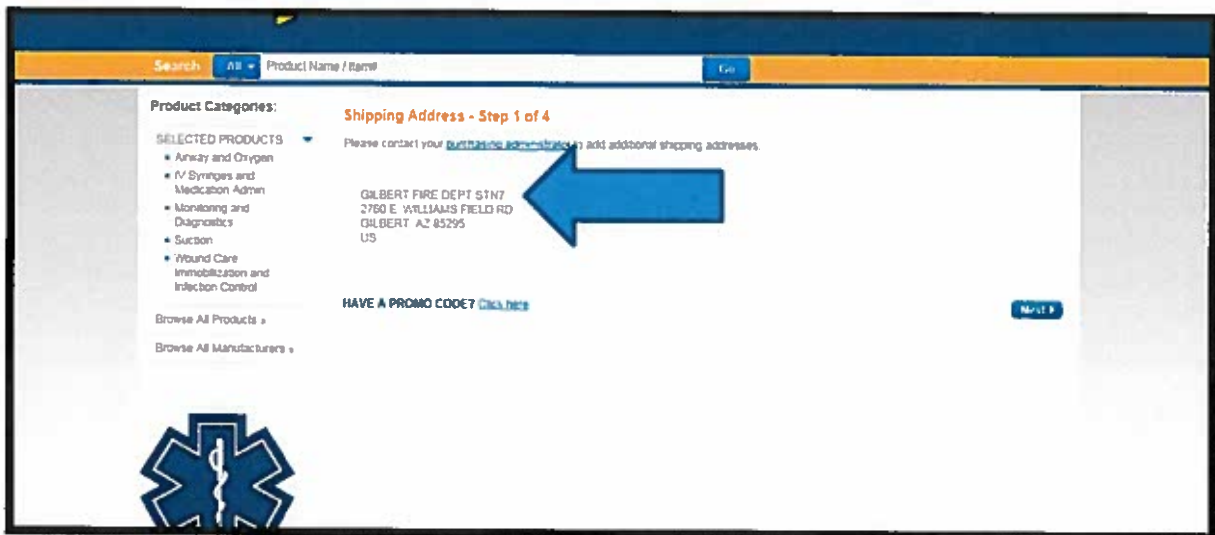 Search All Product Name / Item# Go
Product Categories:
SELECTED PRODUCTS
Airway and Oxygen
IV Syringes and
Medication Admin
Monitoring and
Diagnostics
Suction
Wound Care
Immobilization and
Infection Control
Browse All Products »
Browse All Manufacturers »
Shipping Address - Step 1 of 4
Please contact your purchasing administrator to add additional shipping addresses.
GILBERT FIRE DEPT STN7
2760 E. WILLIAMS FIELD RD
GILBERT AZ 85295
US
HAVE A PROMO CODE? Click here
Next